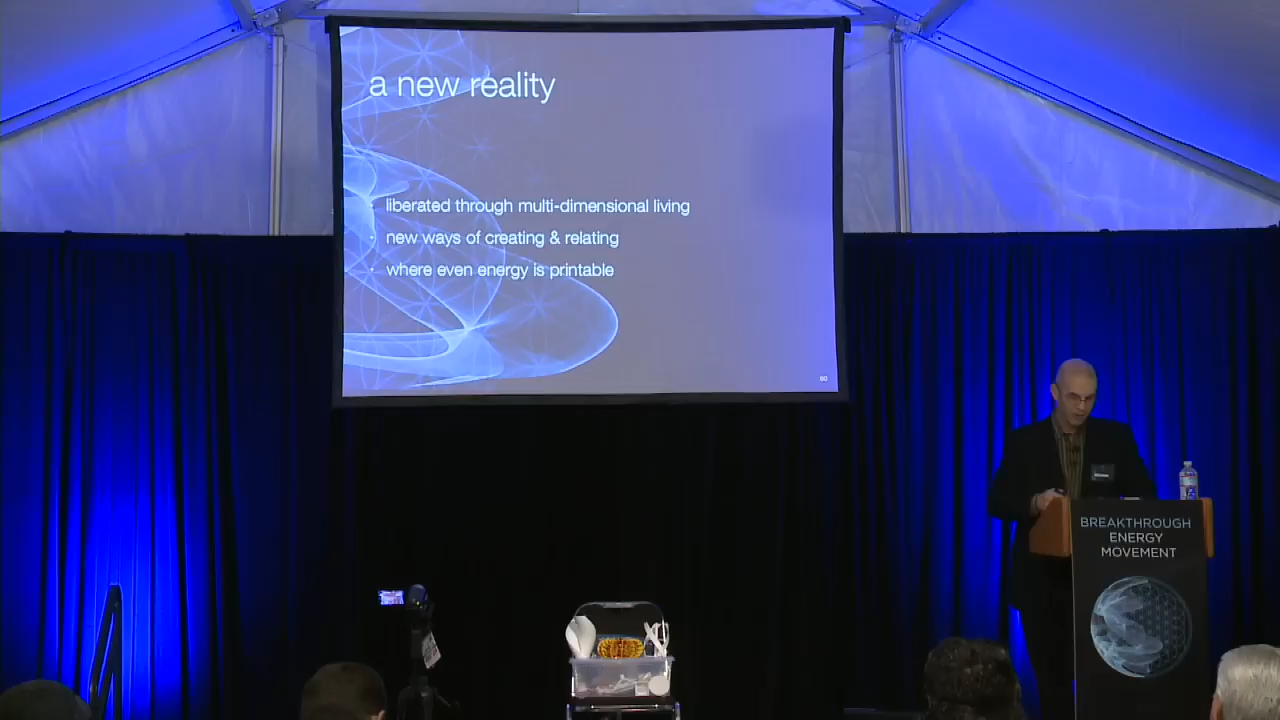 a new reality
liberated through multi-dimensional living
new ways of creating & relating
where even energy is printable
60
BREAKTHROUGH
ENERGY
MOVEMENT